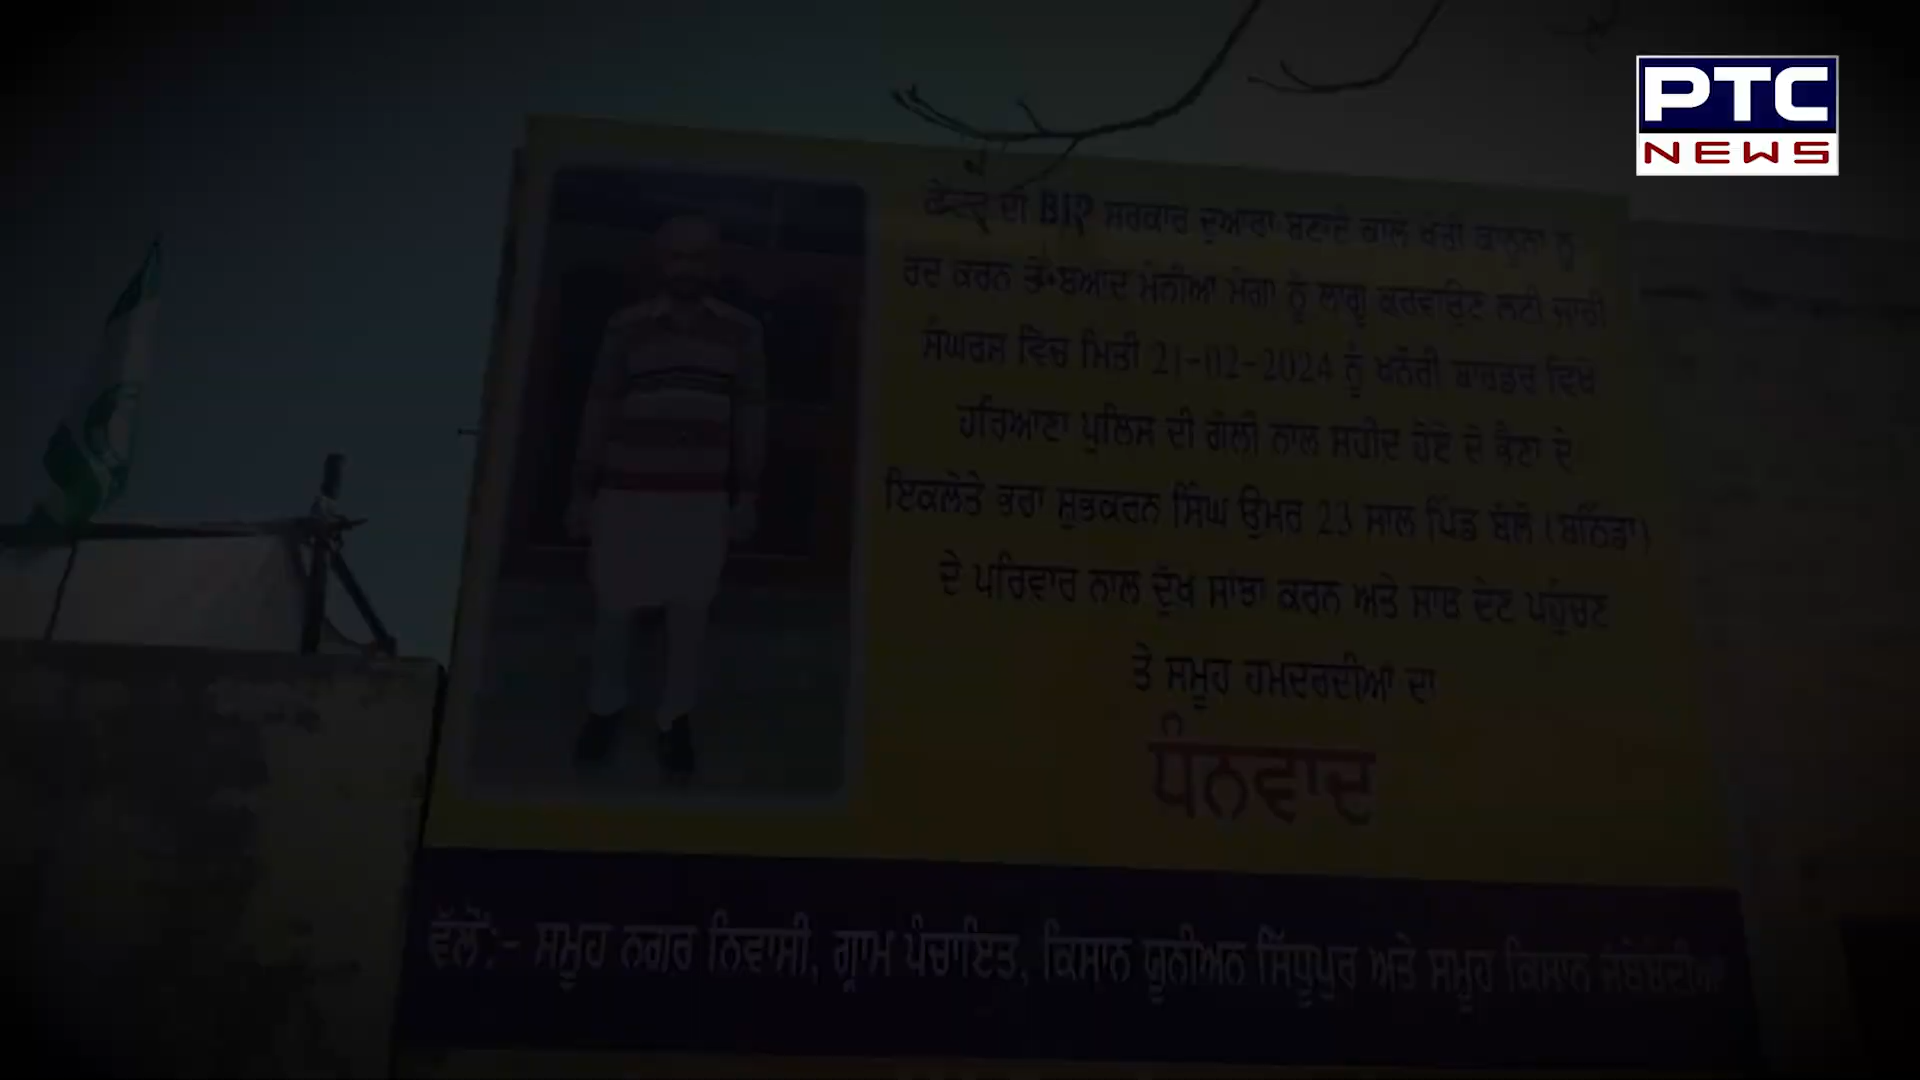 PTC
NEWS
ਸੈਂਟਰ ਦੀ BJP ਸਰਕਾਰ ਦੁਆਰਾ ਬਣਾਏ ਕਾਲੇ ਖੇਤੀ ਕਾਨੂੰਨਾਂ ਨੂੰ
ਰੱਦ ਕਰਨ ਤੋਂ ਬਆਦ ਮੰਨੀਆਂ ਮੰਗਾਂ ਨੂੰ ਲਾਗੂ ਕਰਵਾਉਣ ਲਈ ਜਾਰੀ
ਸੰਘਰਸ਼ ਵਿੱਚ ਮਿਤੀ 21-02-2024 ਨੂੰ ਖਨੌਰੀ ਬਾਰਡਰ ਵਿਖੇ
ਹਰਿਆਣਾ ਪੁਲਿਸ ਦੀ ਗੋਲੀ ਨਾਲ ਸ਼ਹੀਦ ਹੋਏ ਦੋ ਭੈਣਾਂ ਦੇ
ਇਕਲੋਤੇ ਭਰਾ ਸ਼ੁਭਕਰਨ ਸਿੰਘ ਉਮਰ 23 ਸਾਲ ਪਿੰਡ ਬੱਲੋ (ਬਠਿੰਡਾ)
ਦੇ ਪਰਿਵਾਰ ਨਾਲ ਦੁੱਖ ਸਾਂਝਾ ਕਰਨ ਅਤੇ ਸਾਥ ਦੇਣ ਪਹੁੰਚਣ
ਤੇ ਸਮੂਹ ਹਮਦਰਦੀਆਂ ਦਾ
ਧੰਨਵਾਦ
ਵੱਲੋਂ:- ਸਮੂਹ ਨਗਰ ਨਿਵਾਸੀ, ਗ੍ਰਾਮ ਪੰਚਾਇਤ, ਕਿਸਾਨ ਯੂਨੀਅਨ ਸਿੱਧੂਪੁਰ ਅਤੇ ਸਮੂਹ ਕਿਸਾਨ ਜੱਥੇਬੰਦੀਆਂ